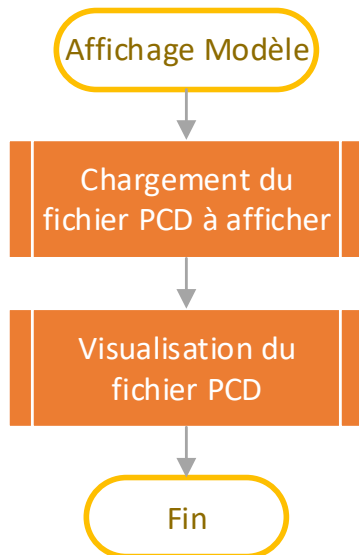 Affichage Modèle
Chargement du
fichier PCD à afficher
Visualisation du
fichier PCD
Fin